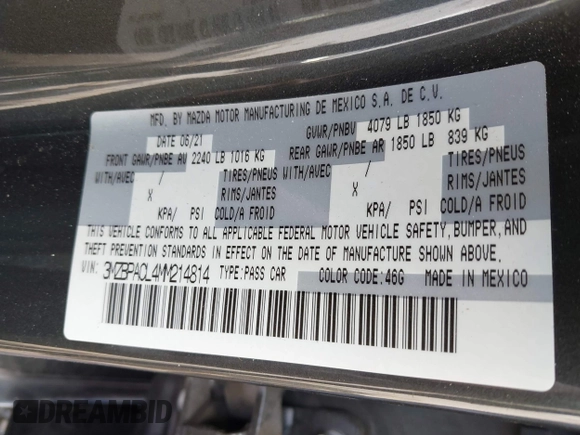 MFD. BY MAZDA MOTOR MANUFACTURING DE MEXICO S.A. DE C.V.
DATE 06/21 GVWR/PNBV 4079 LB 1850 KG
FRONT GAWR/PNBE AV 2240 LB 1016 KG REAR GAWR/PNBE AR 1850 LB 839 KG
WITH/AVEC / TIRES/PNEUS WITH/AVEC / TIRES/PNEUS
X RIMS/JANTES X RIMS/JANTES
KPA/ PSI COLD/A FROID KPA/ PSI COLD/A FROID
THIS VEHICLE CONFORMS TO ALL APPLICABLE FEDERAL MOTOR VEHICLE SAFETY, BUMPER, AND
THEFT PREVENTION STANDARDS IN EFFECT ON THE DATE OF MANUFACTURE SHOWN ABOVE.
VIN: 3MZBPACL4MM214814 TYPE:PASS CAR COLOR CODE:46G MADE IN MEXICO
DREAMBID